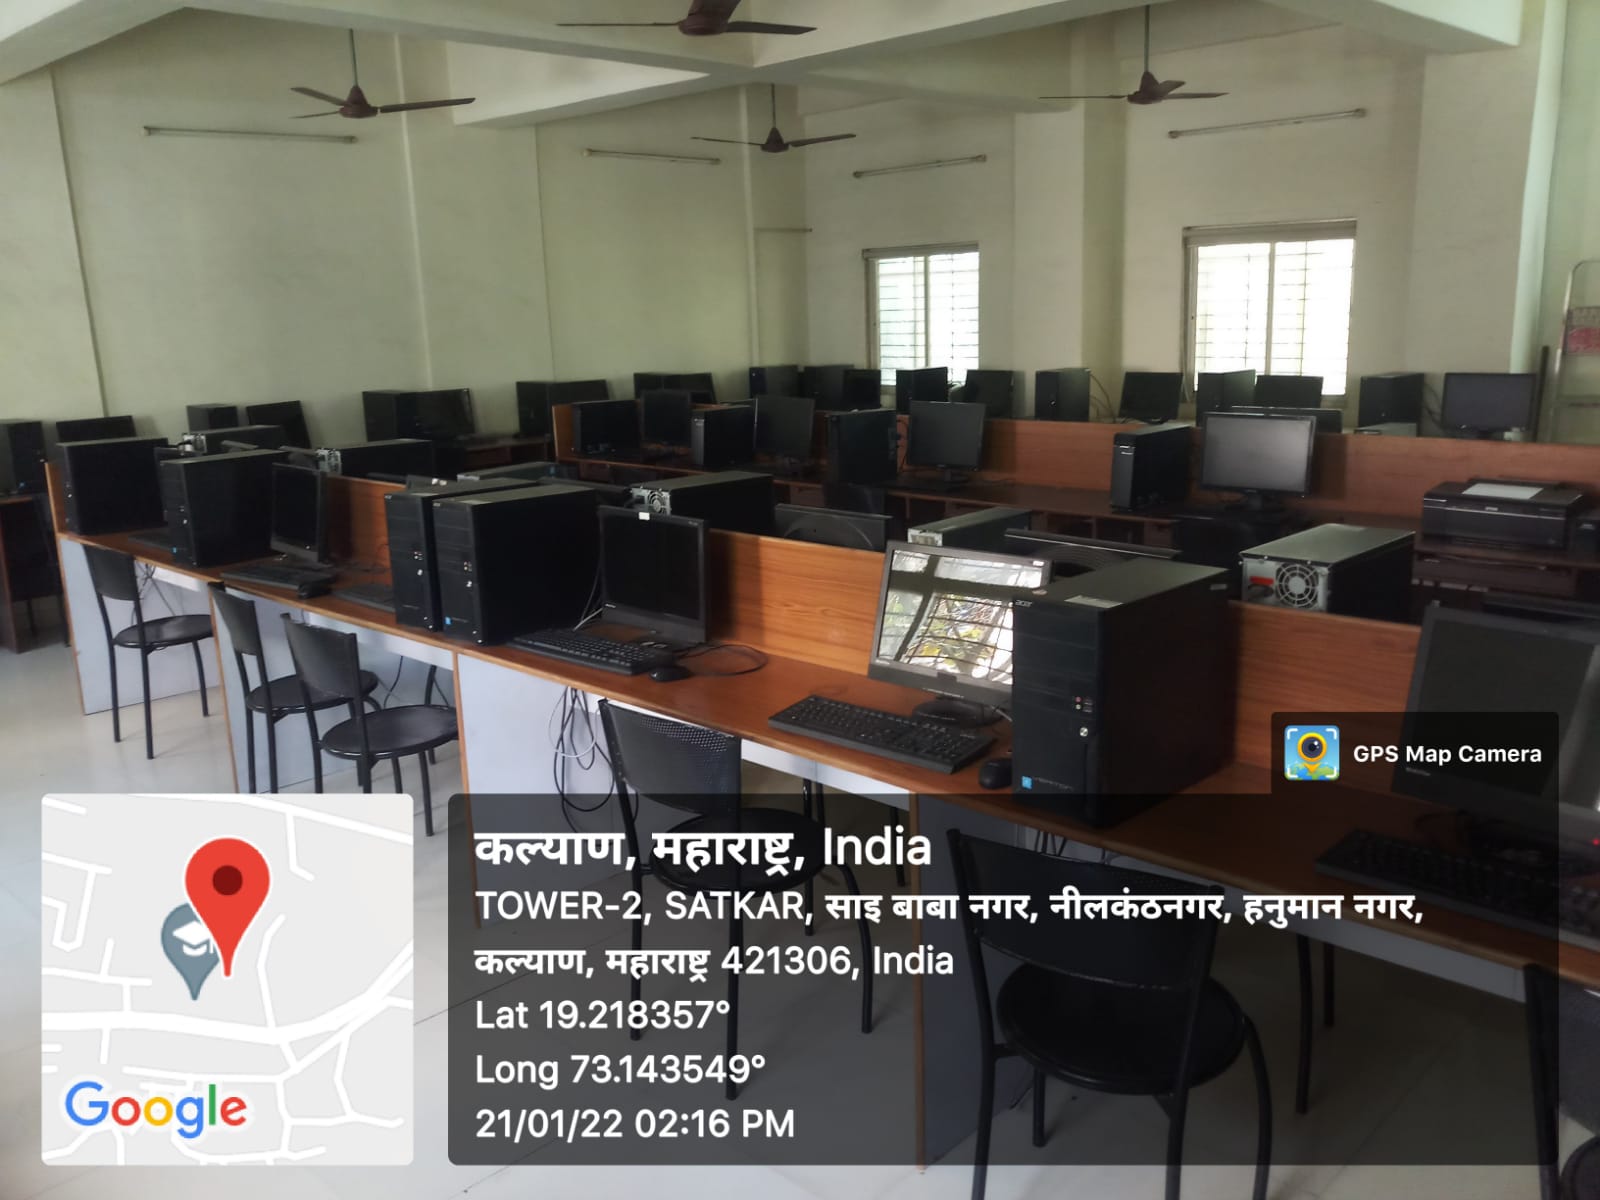 GPS Map Camera
कल्याण, महाराष्ट्र, India
TOWER-2, SATKAR, साइ बाबा नगर, नीलकंठनगर, हनुमान नगर,
कल्याण, महाराष्ट्र 421306, India
Lat 19.218357°
Long 73.143549°
21/01/22 02:16 PM
Google
acer